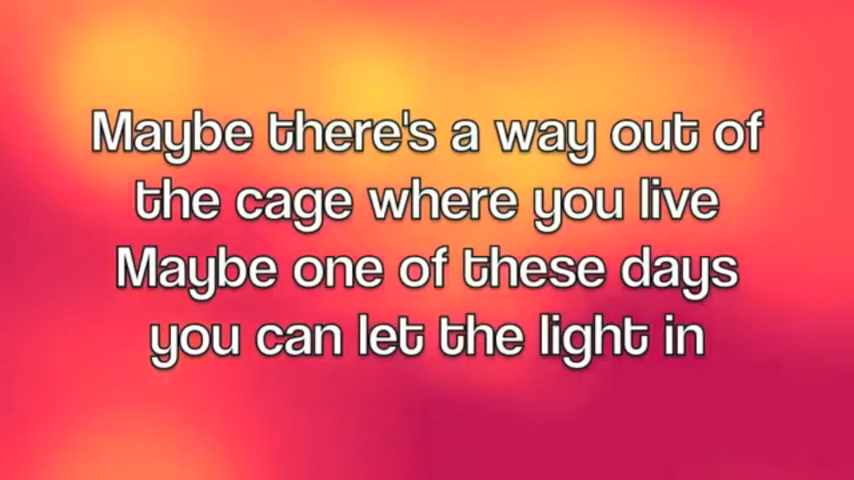 Maybe there's a way out of
the cage where you live
Maybe one of these days
you can let the light in